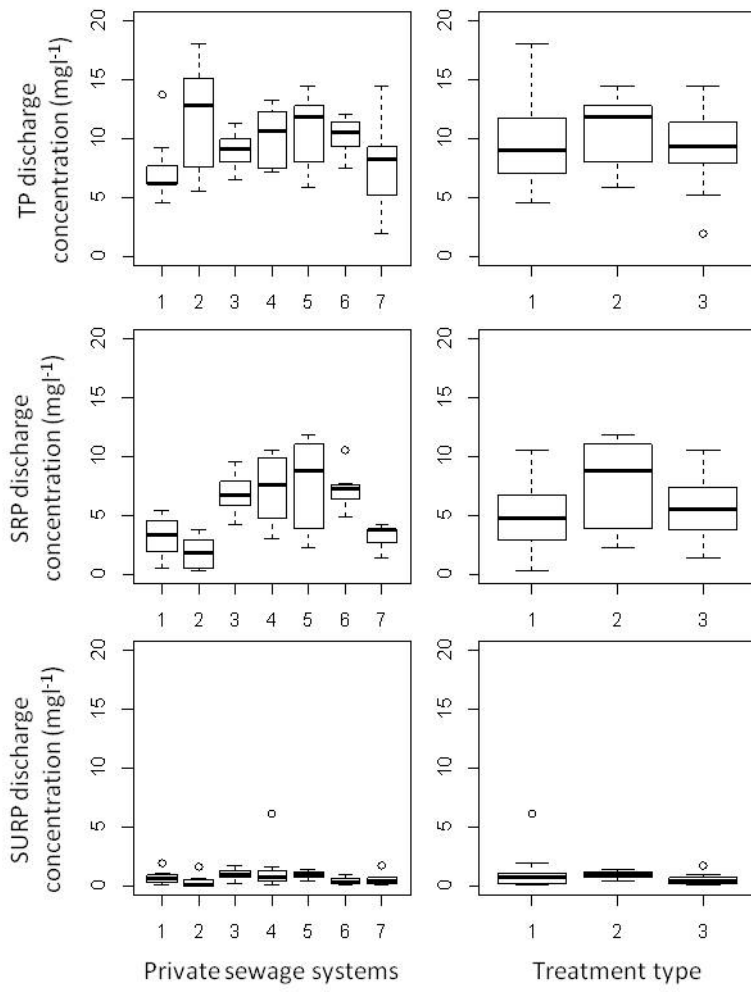 TP discharge
concentration (mgl⁻¹)
20
15
10
5
0
1 2 3 4 5 6 7
20
15
10
5
0
1 2 3
SRP discharge
concentration (mgl⁻¹)
20
15
10
5
0
1 2 3 4 5 6 7
20
15
10
5
0
1 2 3
SURP discharge
concentration (mgl⁻¹)
20
15
10
5
0
1 2 3 4 5 6 7
Private sewage systems
20
15
10
5
0
1 2 3
Treatment type